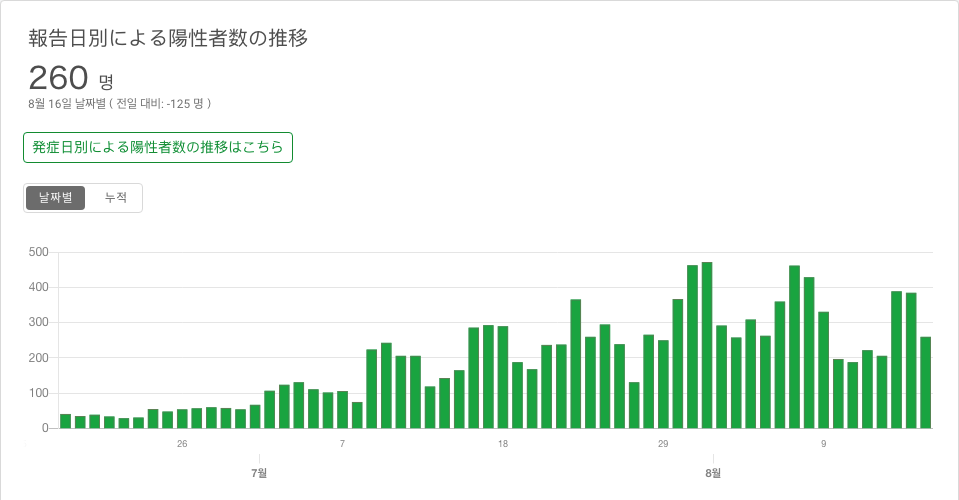 報告日別による陽性者数の推移
260 명
8월 16일 날짜별 ( 전일 대비: -125 명 )
発症日別による陽性者数の推移はこちら
날짜별 누적
500
400
300
200
100
0
26 7 18 29 9
7월 8월